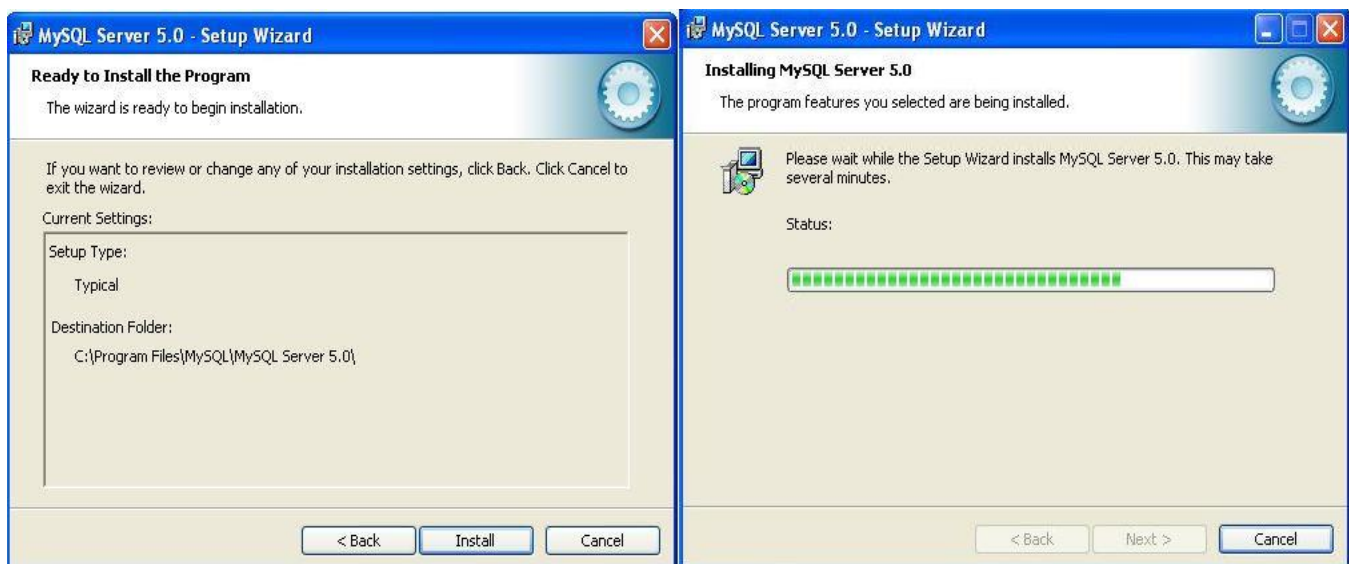 MySQL Server 5.0 - Setup Wizard
Ready to Install the Program
The wizard is ready to begin installation.
If you want to review or change any of your installation settings, click Back. Click Cancel to
exit the wizard.
Current Settings:
Setup Type:
Typical
Destination Folder:
C:\Program Files\MySQL\MySQL Server 5.0\
< Back
Install
Cancel
MySQL Server 5.0 - Setup Wizard
Installing MySQL Server 5.0
The program features you selected are being installed.
Please wait while the Setup Wizard installs MySQL Server 5.0. This may take
several minutes.
Status:
< Back
Next >
Cancel